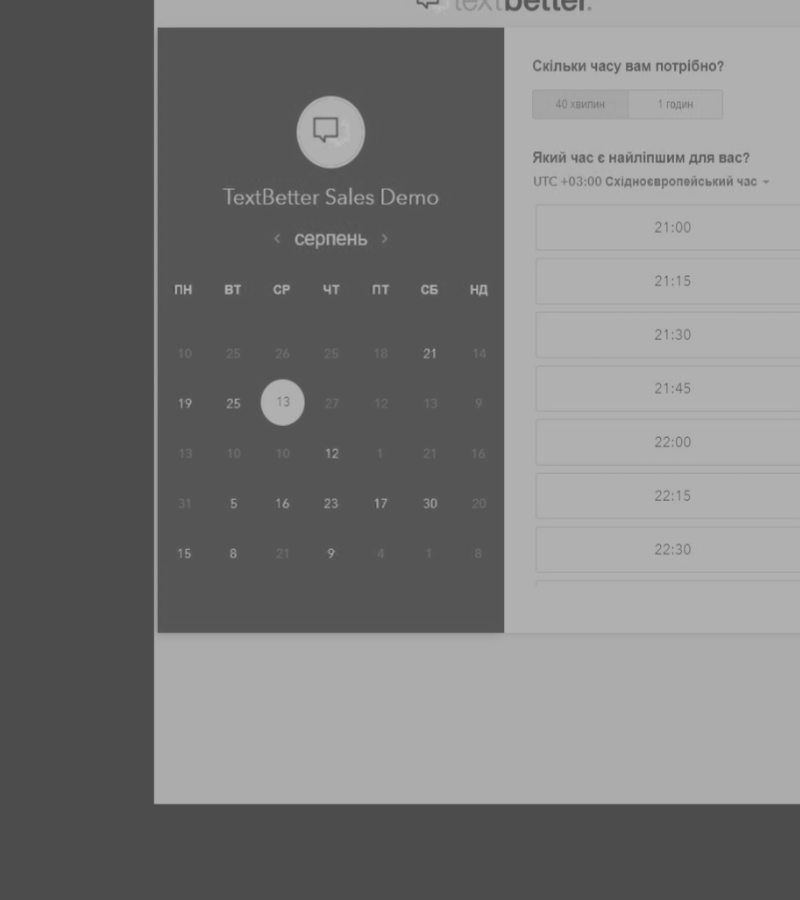 textbetter.
TextBetter Sales Demo
‹ серпень ›
ПН ВТ СР ЧТ ПТ СБ НД
10 25 26 25 18 21 14
19 25 13 27 12 13 9
13 10 10 12 1 21 16
31 5 16 23 17 30 20
15 8 21 9 4 1 8
Скільки часу вам потрібно?
40 хвилин 1 годин
Який час є найліпшим для вас?
UTC +03:00 Східноєвропейський час
21:00
21:15
21:30
21:45
22:00
22:15
22:30